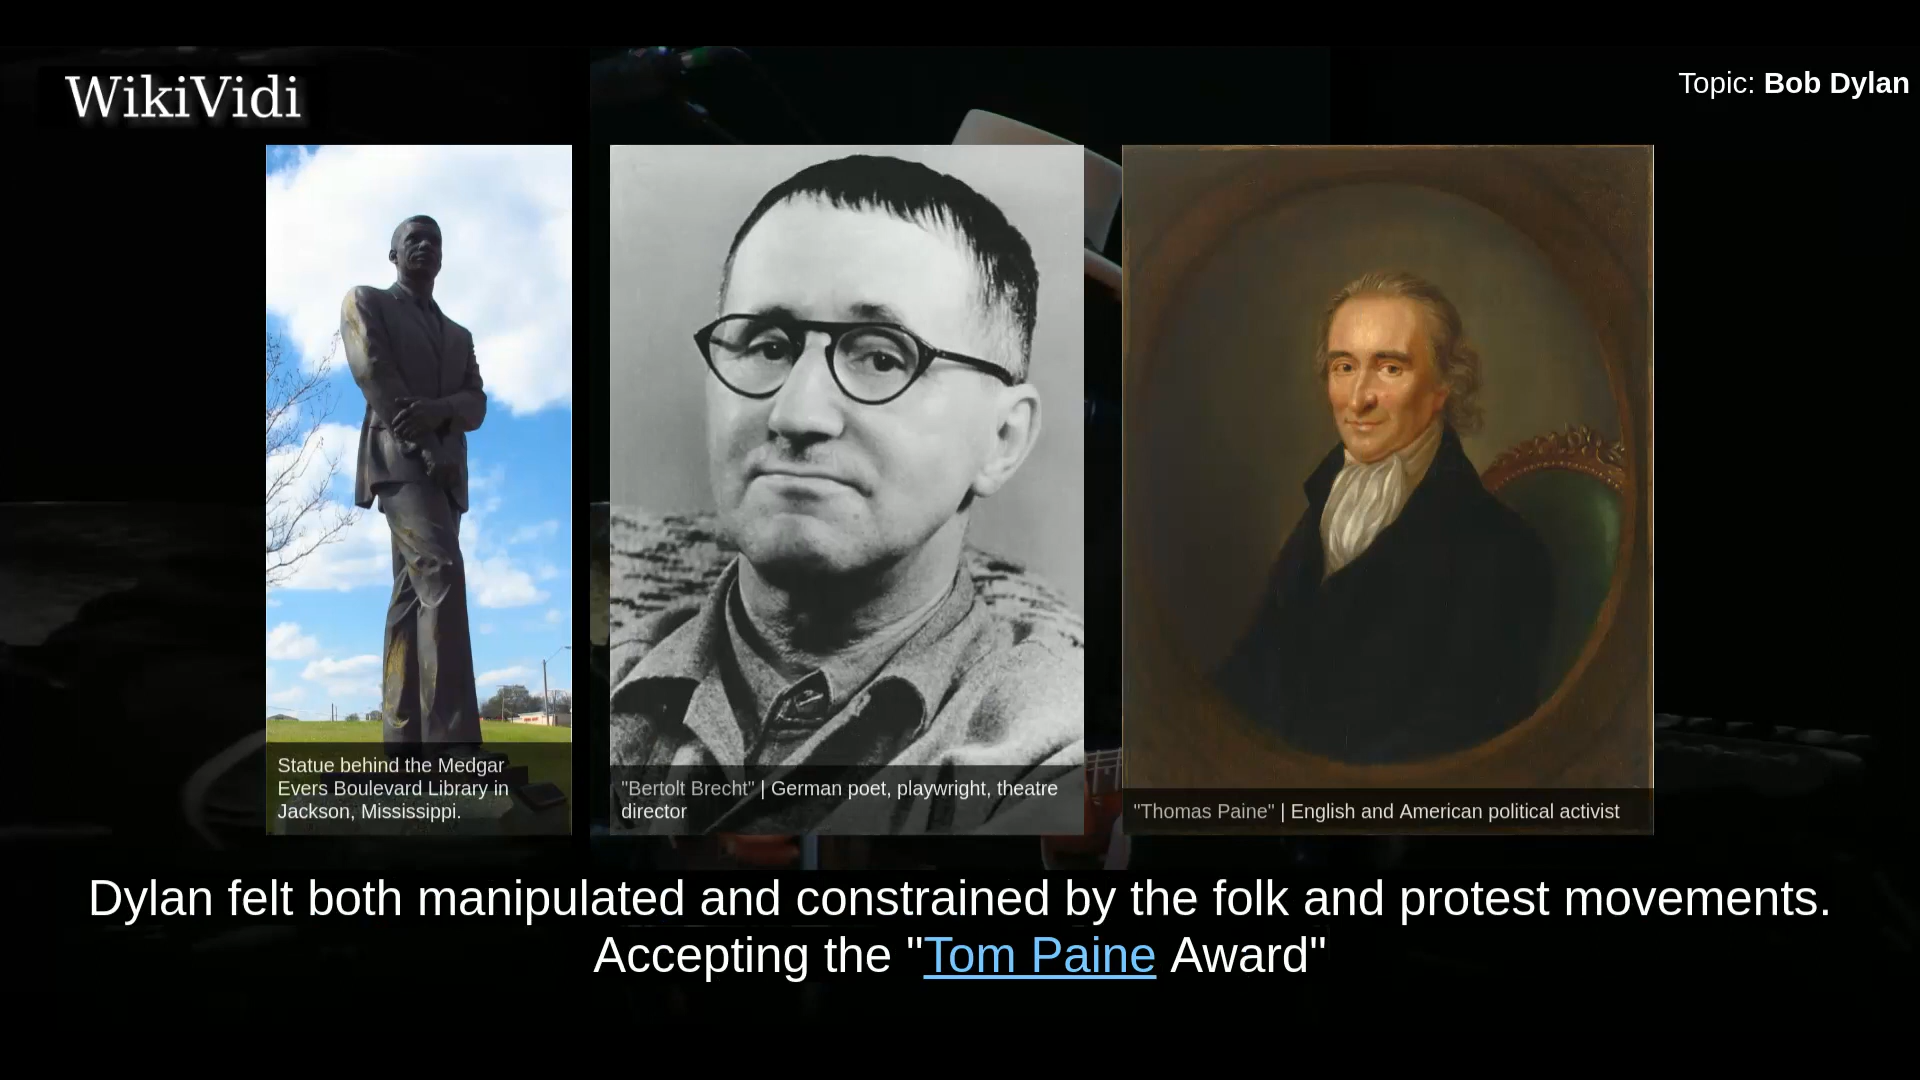 WikiVidi
Topic: Bob Dylan
Statue behind the Medgar
Evers Boulevard Library in
Jackson, Mississippi.
"Bertolt Brecht" | German poet, playwright, theatre
director
"Thomas Paine" | English and American political activist
Dylan felt both manipulated and constrained by the folk and protest movements.
Accepting the "Tom Paine Award"